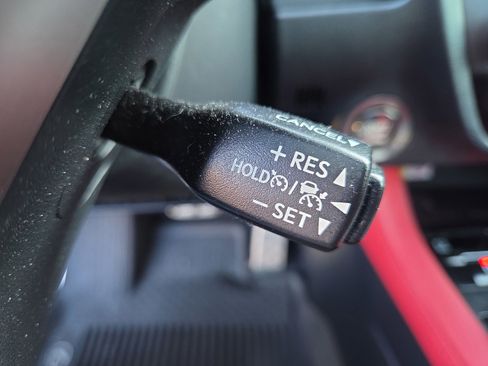 CANCEL
+ RES
HOLD /
− SET